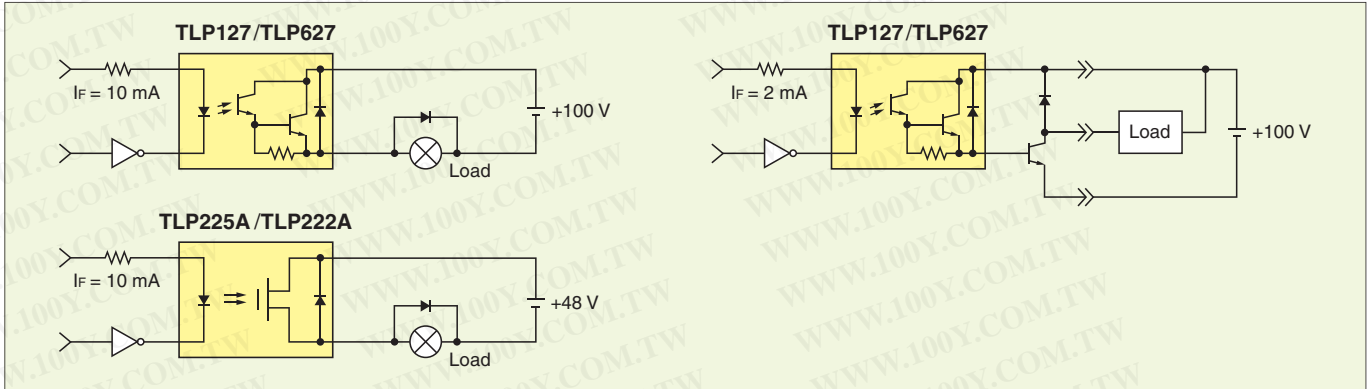 TLP127/TLP627
IF = 10 mA
+100 V
Load
TLP127/TLP627
IF = 2 mA
Load
+100 V
TLP225A/TLP222A
IF = 10 mA
+48 V
Load
WWW.100Y.COM.TW